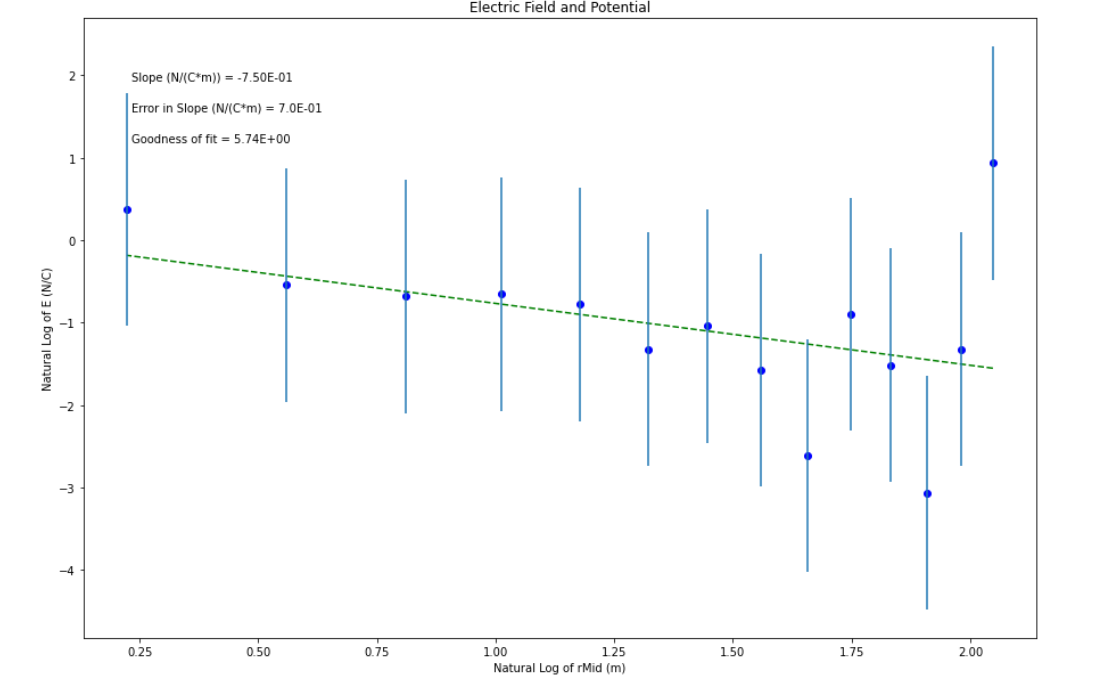 Electric Field and Potential
Slope (N/(C*m)) = -7.50E-01
Error in Slope (N/(C*m) = 7.0E-01
Goodness of fit = 5.74E+00
Natural Log of E (N/C)
2
1
0
−1
−2
−3
−4
0.25 0.50 0.75 1.00 1.25 1.50 1.75 2.00
Natural Log of rMid (m)